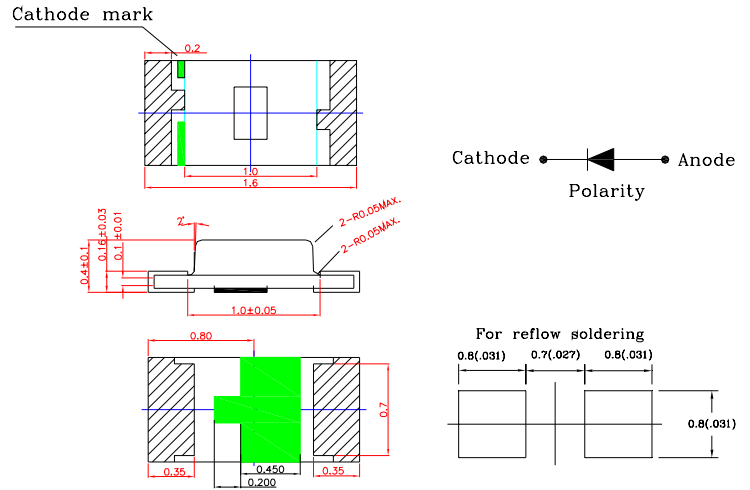 Cathode mark
0.2
1.0
1.6
Cathode
Anode
Polarity
2°
2-R0.05MAX.
2-R0.05MAX.
0.4±0.1
0.16±0.03
0.1 ±0.01
1.0±0.05
0.80
0.7
0.35
0.450
0.200
0.35
For reflow soldering
0.8(.031)
0.7(.027)
0.8(.031)
0.8(.031)